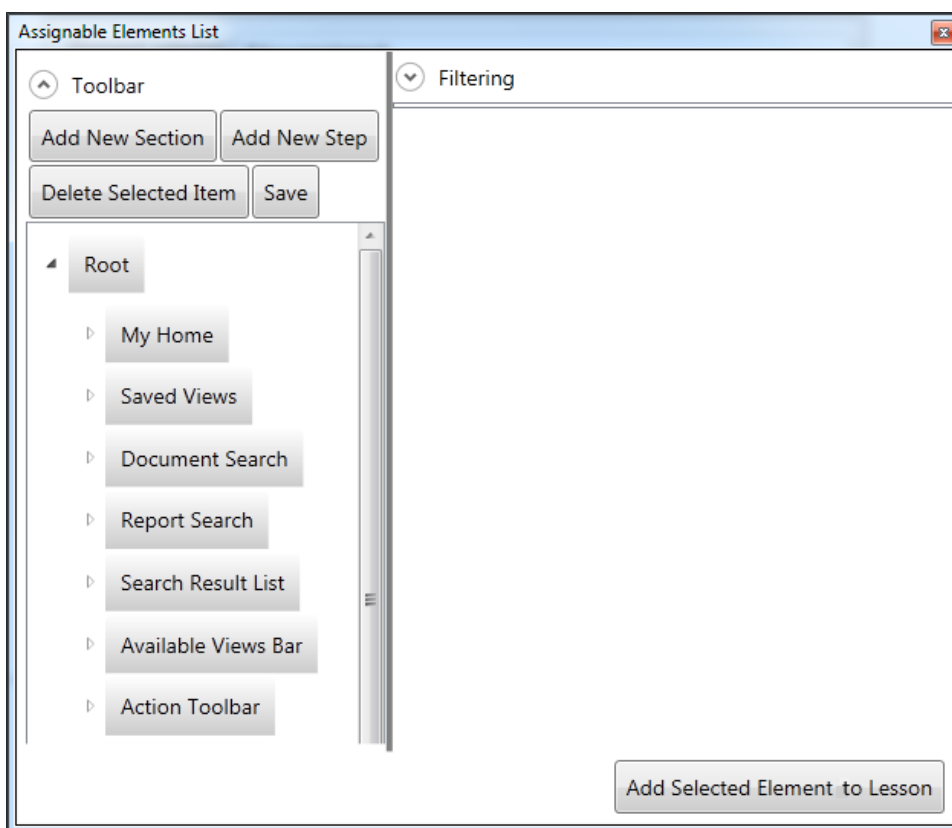 Assignable Elements List
Toolbar
Filtering
Add New Section
Add New Step
Delete Selected Item
Save
Root
My Home
Saved Views
Document Search
Report Search
Search Result List
Available Views Bar
Action Toolbar
Add Selected Element to Lesson